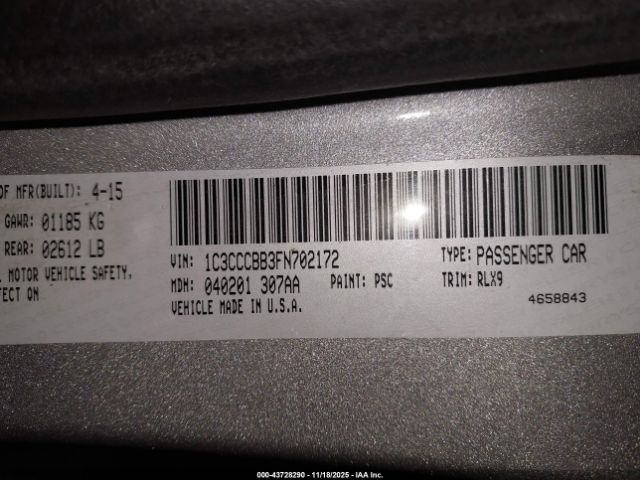 OF MFR(BUILT): 4-15
GAWR: 01185 KG
REAR: 02612 LB
MOTOR VEHICLE SAFETY.
FECT ON
VIN: 1C3CCCBB3FN702172
TYPE: PASSENGER CAR
MDH: 040201 307AA
PAINT: PSC
TRIM: RLX9
VEHICLE MADE IN U.S.A.
4658843
000-43728290 - 11/18/2025 - IAA Inc.